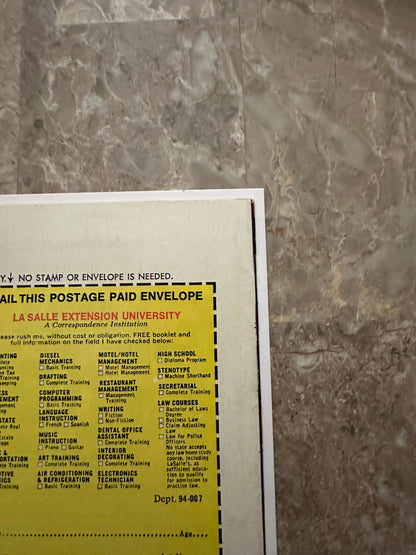 Y. ↓ NO STAMP OR ENVELOPE IS NEEDED.
AIL THIS POSTAGE PAID ENVELOPE
LA SALLE EXTENSION UNIVERSITY
A Correspondence Institution
ease rush me, without cost or obligation, FREE booklet and
full information on the field I have checked below:
NTING
DIESEL
MECHANICS
Basic Training
DRAFTING
Complete Training
COMPUTER
PROGRAMMING
Basic Training
LANGUAGE
INSTRUCTION
French Spanish
MUSIC
INSTRUCTION
Piano Guitar
ART TRAINING
Complete Training
AIR CONDITIONING
& REFRIGERATION
Basic Training
MOTEL/HOTEL
MANAGEMENT
Motel Management
Hotel Management
RESTAURANT
MANAGEMENT
Management
Training
WRITING
Fiction
Non-Fiction
DENTAL OFFICE
ASSISTANT
Complete Training
INTERIOR
DECORATING
Complete Training
ELECTRONICS
TECHNICIAN
Basic Training
HIGH SCHOOL
Diploma Program
STENOTYPE
Machine Shorthand
SECRETARIAL
Complete Training
LAW COURSES
Bachelor of Laws
Degree
Business Law
Claim Adjusting
Law
Law for Police
Officers
No state accepts
any law home study
course, including
LaSalle's, as
sufficient educa-
tion to qualify
for admission to
practice law.
Dept. 94-007
Age